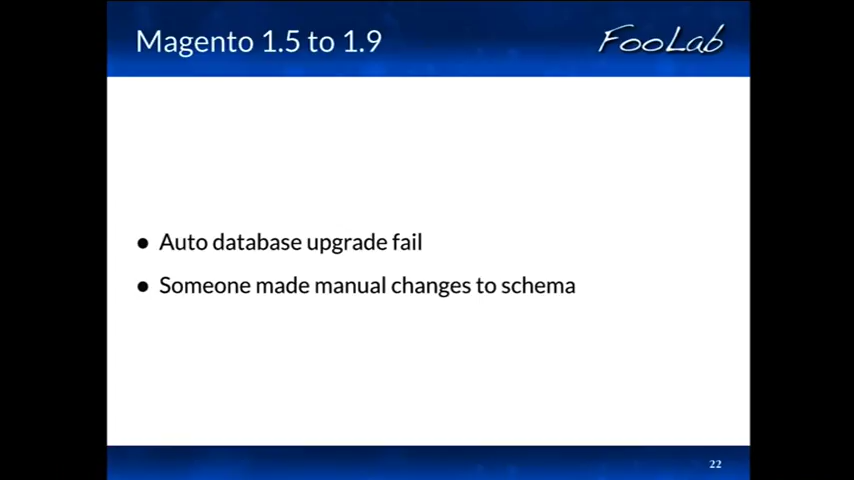 Magento 1.5 to 1.9
FooLab
● Auto database upgrade fail
● Someone made manual changes to schema
22